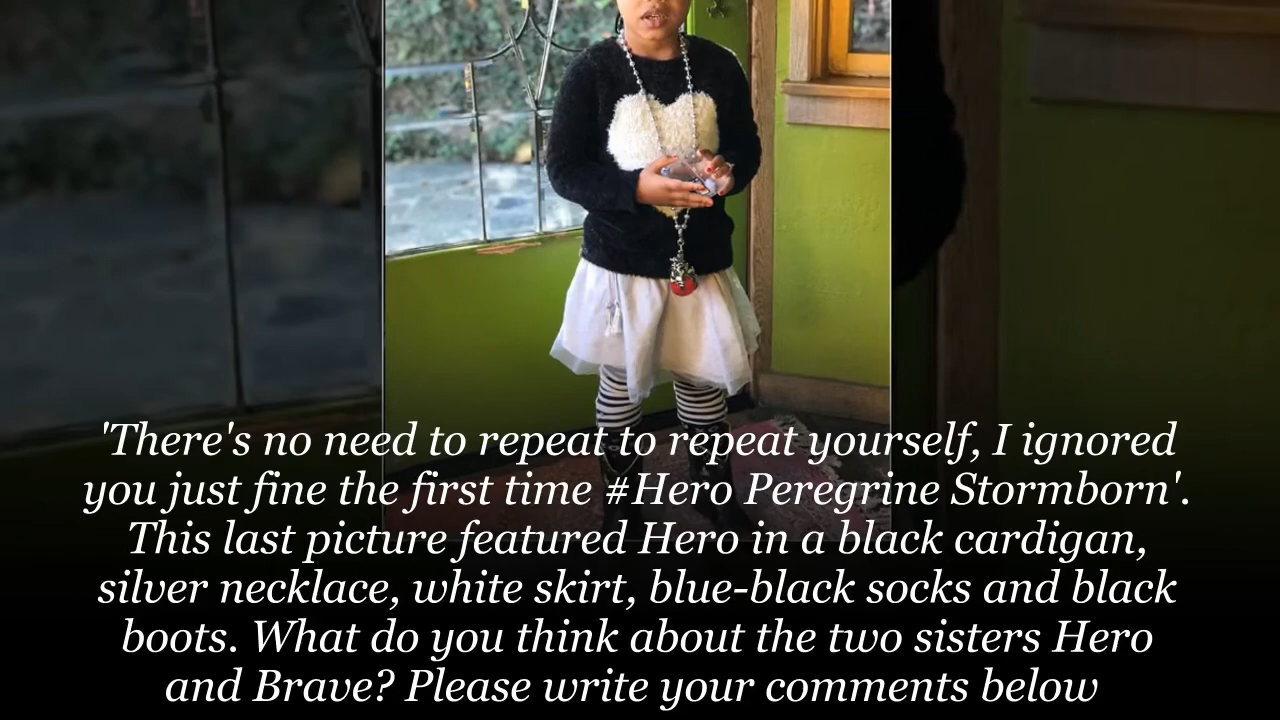 'There's no need to repeat to repeat yourself, I ignored
you just fine the first time #Hero Peregrine Stormborn'.
This last picture featured Hero in a black cardigan,
silver necklace, white skirt, blue-black socks and black
boots. What do you think about the two sisters Hero
and Brave? Please write your comments below